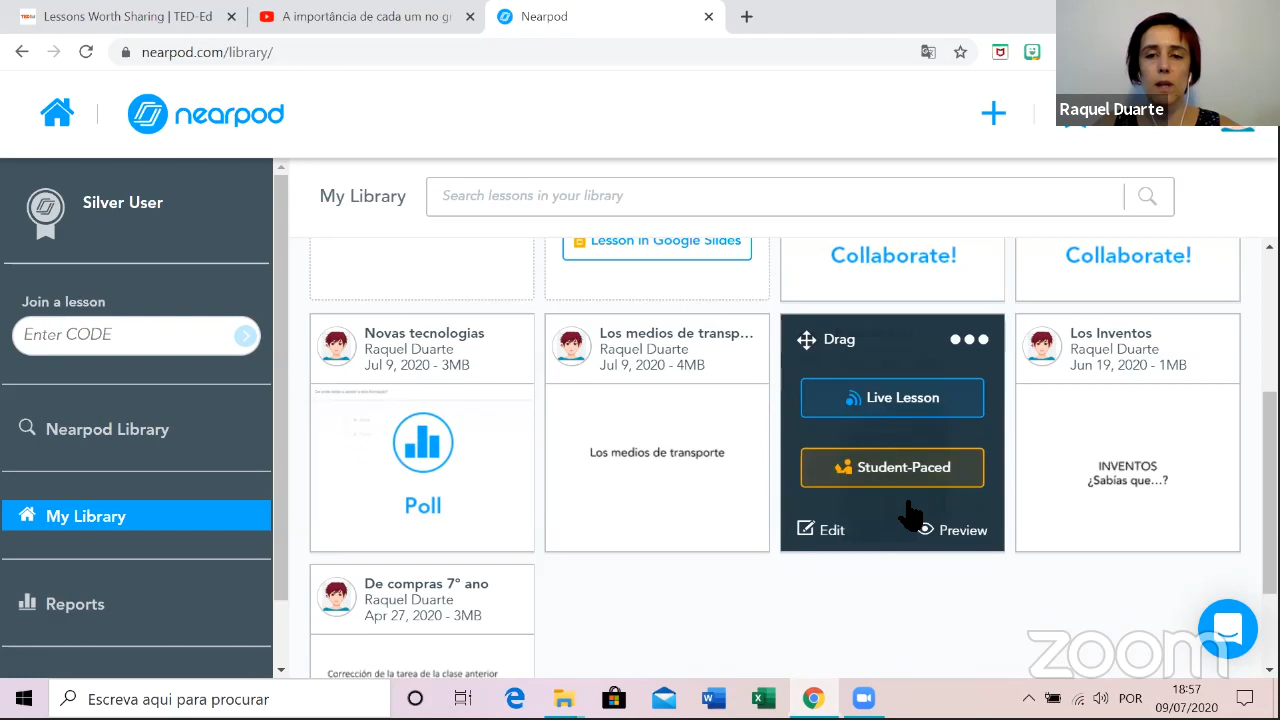 Lessons Worth Sharing | TED-Ed
A importância de cada um no gr
Nearpod
nearpod.com/library/
Raquel Duarte
nearpod
Silver User
My Library
Search lessons in your library
Join a lesson
Enter CODE
Nearpod Library
My Library
Reports
Lesson in Google Slides
Collaborate!
Collaborate!
Novas tecnologias
Raquel Duarte
Jul 9, 2020 - 3MB
Poll
Los medios de transp...
Raquel Duarte
Jul 9, 2020 - 4MB
Los medios de transporte
Drag
Live Lesson
Student-Paced
Edit
Preview
Los Inventos
Raquel Duarte
Jun 19, 2020 - 1MB
INVENTOS
¿Sabías que...?
De compras 7º ano
Raquel Duarte
Apr 27, 2020 - 3MB
Corrección de la tarea de la clase anterior
zoom
Escreva aqui para procurar
POR
18:57
09/07/2020